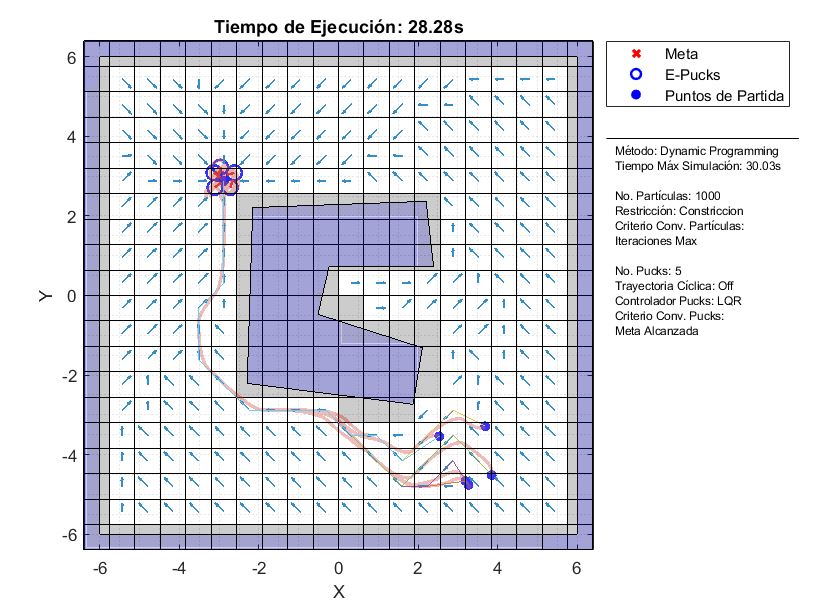 Tiempo de Ejecución: 28.28s
Meta
E-Pucks
Puntos de Partida
Método: Dynamic Programming
Tiempo Máx Simulación: 30.03s
No. Partículas: 1000
Restricción: Constriccion
Criterio Conv. Partículas:
Iteraciones Max
No. Pucks: 5
Trayectoria Cíclica: Off
Controlador Pucks: LQR
Criterio Conv. Pucks:
Meta Alcanzada
6
4
2
0
-2
-4
-6
Y
-6 -4 -2 0 2 4 6
X